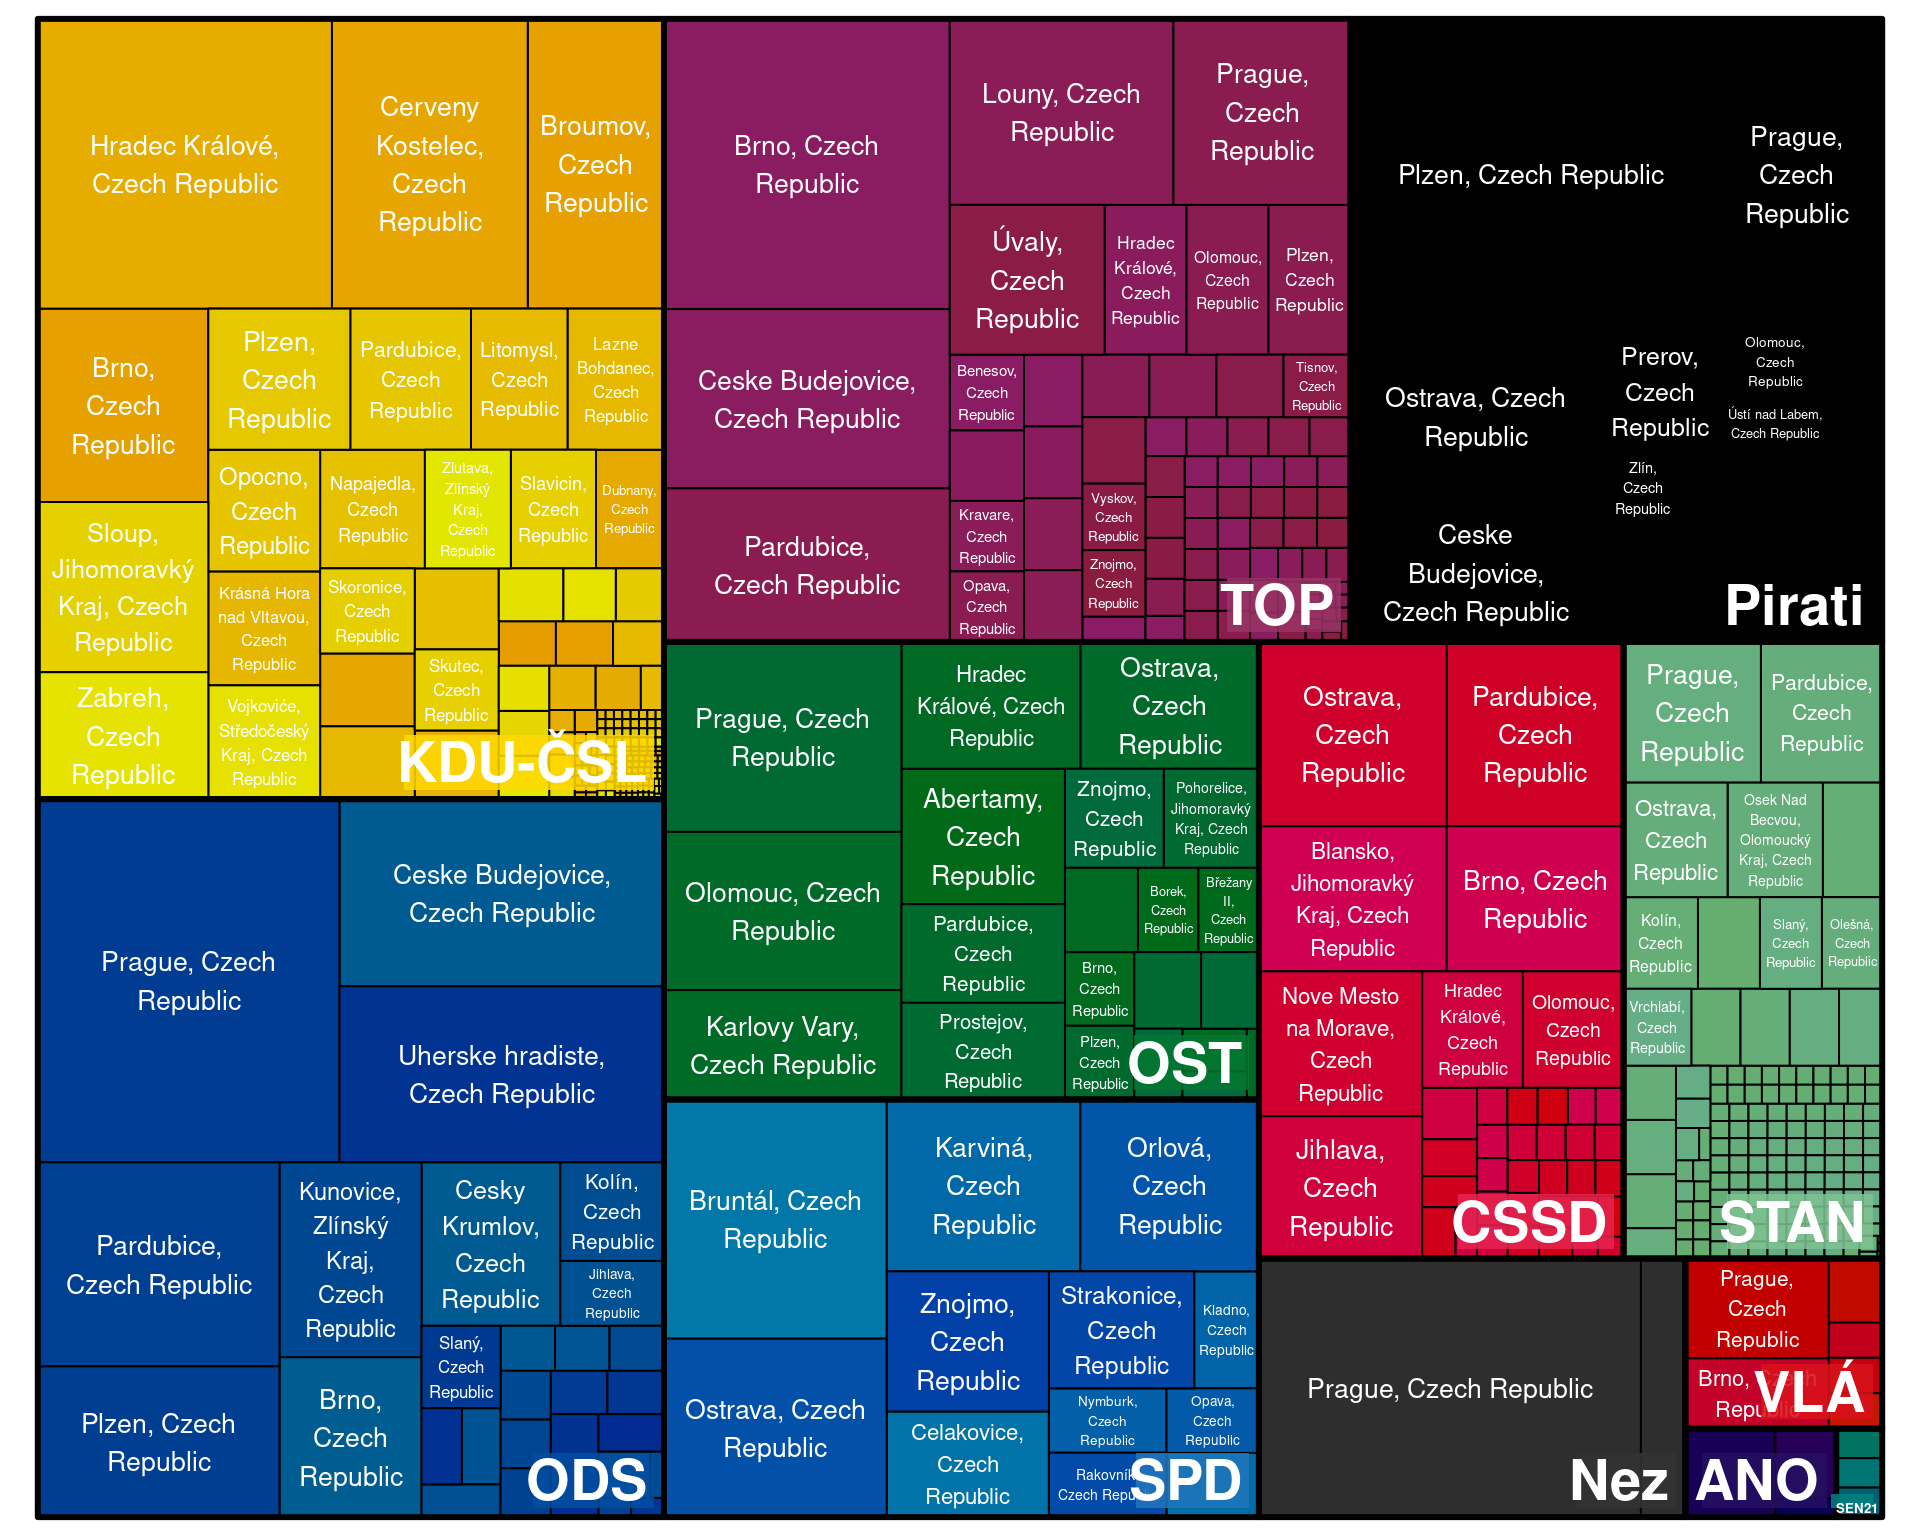 Hradec Králové,
Czech Republic
Cerveny
Kostelec,
Czech
Republic
Broumov,
Czech
Republic
Brno,
Czech
Republic
Plzen,
Czech
Republic
Pardubice,
Czech
Republic
Litomysl,
Czech
Republic
Lazne
Bohdanec,
Czech
Republic
Sloup,
Jihomoravký
Kraj, Czech
Republic
Opocno,
Czech
Republic
Napajedla,
Czech
Republic
Zlutava,
Zlínský
Kraj,
Czech
Republic
Slavicin,
Czech
Republic
Dubnany,
Czech
Republic
Krásná Hora
nad Vltavou,
Czech
Republic
Skoronice,
Czech
Republic
Zabreh,
Czech
Republic
Vojkoviće,
Středočeský
Kraj, Czech
Republic
Skutec,
Czech
Republic
KDU-ČSL
Brno, Czech
Republic
Louny, Czech
Republic
Prague,
Czech
Republic
Úvaly,
Czech
Republic
Hradec
Králové,
Czech
Republic
Olomouc,
Czech
Republic
Plzen,
Czech
Republic
Ceske Budejovice,
Czech Republic
Benesov,
Czech
Republic
Tisnov,
Czech
Republic
Pardubice,
Czech Republic
Kravare,
Czech
Republic
Vyskov,
Czech
Republic
Opava,
Czech
Republic
Znojmo,
Czech
Republic
TOP
Plzen, Czech Republic
Prague,
Czech
Republic
Ostrava, Czech
Republic
Prerov,
Czech
Republic
Olomouc,
Czech
Republic
Ústí nad Labem,
Czech Republic
Zlín,
Czech
Republic
Ceske
Budejovice,
Czech Republic
Pirati
Prague, Czech
Republic
Ceske Budejovice,
Czech Republic
Uherske hradiste,
Czech Republic
Pardubice,
Czech Republic
Kunovice,
Zlínský
Kraj,
Czech
Republic
Cesky
Krumlov,
Czech
Republic
Kolín,
Czech
Republic
Jihlava,
Czech
Republic
Plzen, Czech
Republic
Brno,
Czech
Republic
Slaný,
Czech
Republic
ODS
Prague, Czech
Republic
Hradec
Králové, Czech
Republic
Ostrava,
Czech
Republic
Abertamy,
Czech
Republic
Znojmo,
Czech
Republic
Pohorelice,
Jihomoravký
Kraj, Czech
Republic
Olomouc, Czech
Republic
Borek,
Czech
Republic
Břežany
II,
Czech
Republic
Pardubice,
Czech
Republic
Brno,
Czech
Republic
Karlovy Vary,
Czech Republic
Prostejov,
Czech
Republic
Plzen,
Czech
Republic
OST
Bruntál, Czech
Republic
Karviná,
Czech
Republic
Orlová,
Czech
Republic
Znojmo,
Czech
Republic
Strakonice,
Czech
Republic
Kladno,
Czech
Republic
Ostrava, Czech
Republic
Celakovice,
Czech
Republic
Nymburk,
Czech
Republic
Opava,
Czech
Republic
Rakovník,
Czech Republic
SPD
Ostrava,
Czech
Republic
Pardubice,
Czech
Republic
Blansko,
Jihomoravký
Kraj, Czech
Republic
Brno, Czech
Republic
Nove Mesto
na Morave,
Czech
Republic
Hradec
Králové,
Czech
Republic
Olomouc,
Czech
Republic
Jihlava,
Czech
Republic
CSSD
Prague,
Czech
Republic
Pardubice,
Czech
Republic
Ostrava,
Czech
Republic
Osek Nad
Becvou,
Olomoucký
Kraj, Czech
Republic
Kolín,
Czech
Republic
Slaný,
Czech
Republic
Olešná,
Czech
Republic
Vrchlabí,
Czech
Republic
STAN
Prague, Czech Republic
Nez
Prague,
Czech
Republic
Brno, Czech
Republic
VLÁ
ANO
SEN21